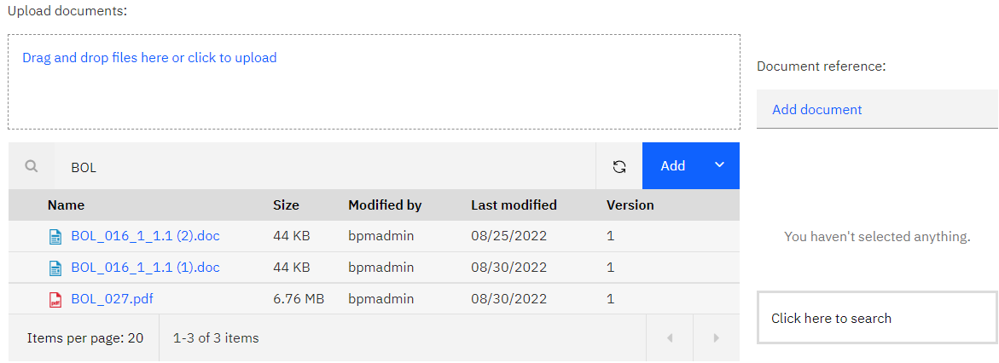 Upload documents:
Drag and drop files here or click to upload
BOL
Add
Name Size Modified by Last modified Version
BOL_016_1_1.1 (2).doc 44 KB bpmadmin 08/25/2022 1
BOL_016_1_1.1 (1).doc 44 KB bpmadmin 08/30/2022 1
BOL_027.pdf 6.76 MB bpmadmin 08/30/2022 1
Items per page: 20 1-3 of 3 items
Document reference:
Add document
You haven't selected anything.
Click here to search